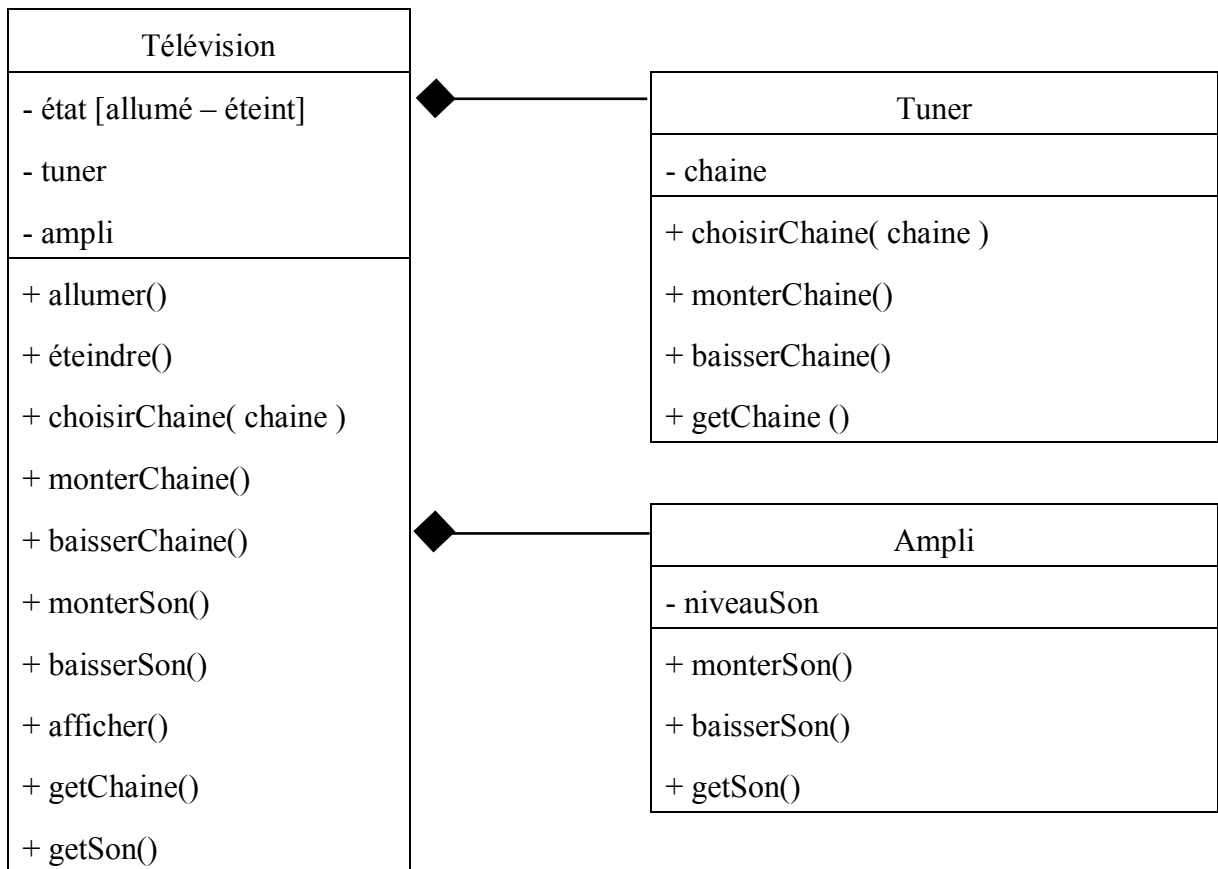 Télévision
- état [allumé – éteint]
- tuner
- ampli
+ allumer()
+ éteindre()
+ choisirChaine( chaine )
+ monterChaine()
+ baisserChaine()
+ monterSon()
+ baisserSon()
+ afficher()
+ getChaine()
+ getSon()
Tuner
- chaine
+ choisirChaine( chaine )
+ monterChaine()
+ baisserChaine()
+ getChaine ()
Ampli
- niveauSon
+ monterSon()
+ baisserSon()
+ getSon()